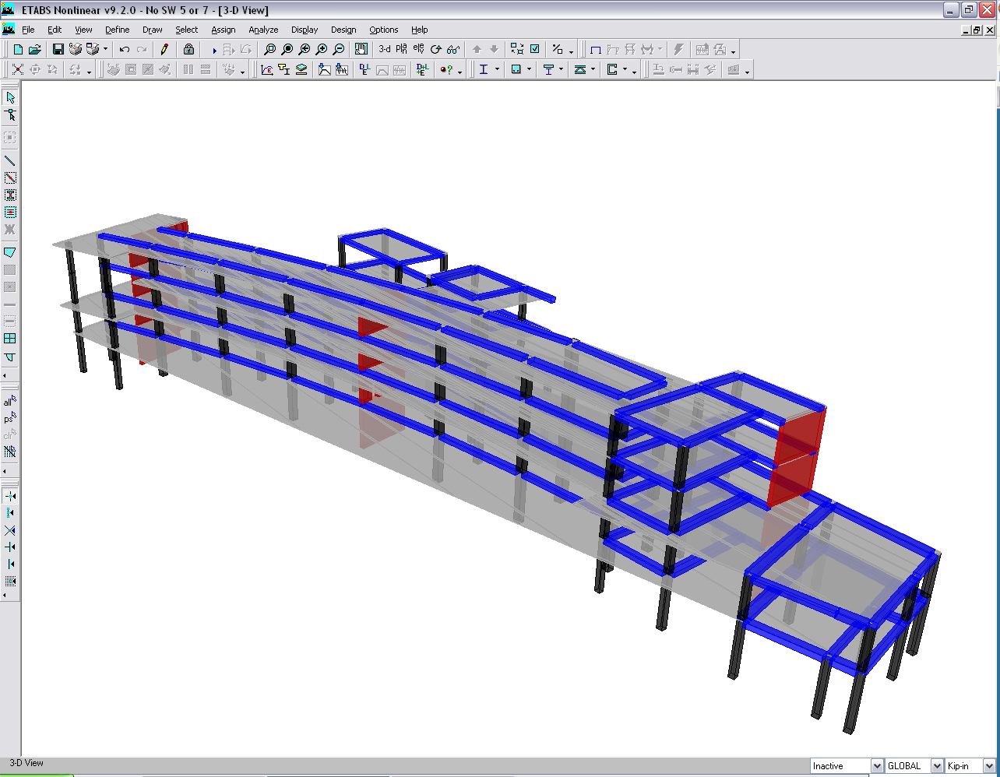 ETABS Nonlinear v9.2.0 - No SW 5 or 7 - [3-D View]
File Edit View Define Draw Select Assign Analyze Display Design Options Help
3-d
all
ps
clr
3-D View
Inactive GLOBAL Kip-in